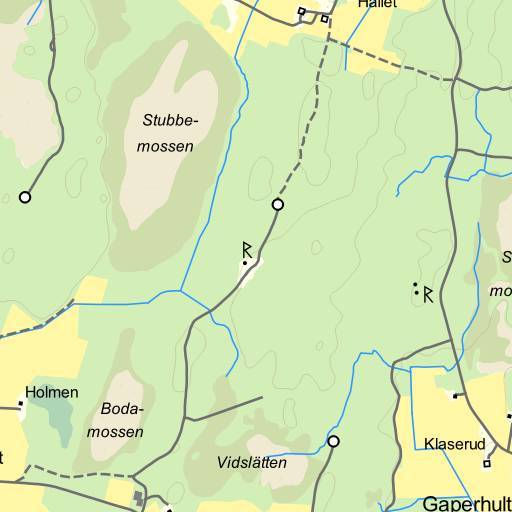 Hallet
Stubbe-
mossen
S
mo
Holmen
Boda-
mossen
Vidslätten
Klaserud
t
Gaperhult